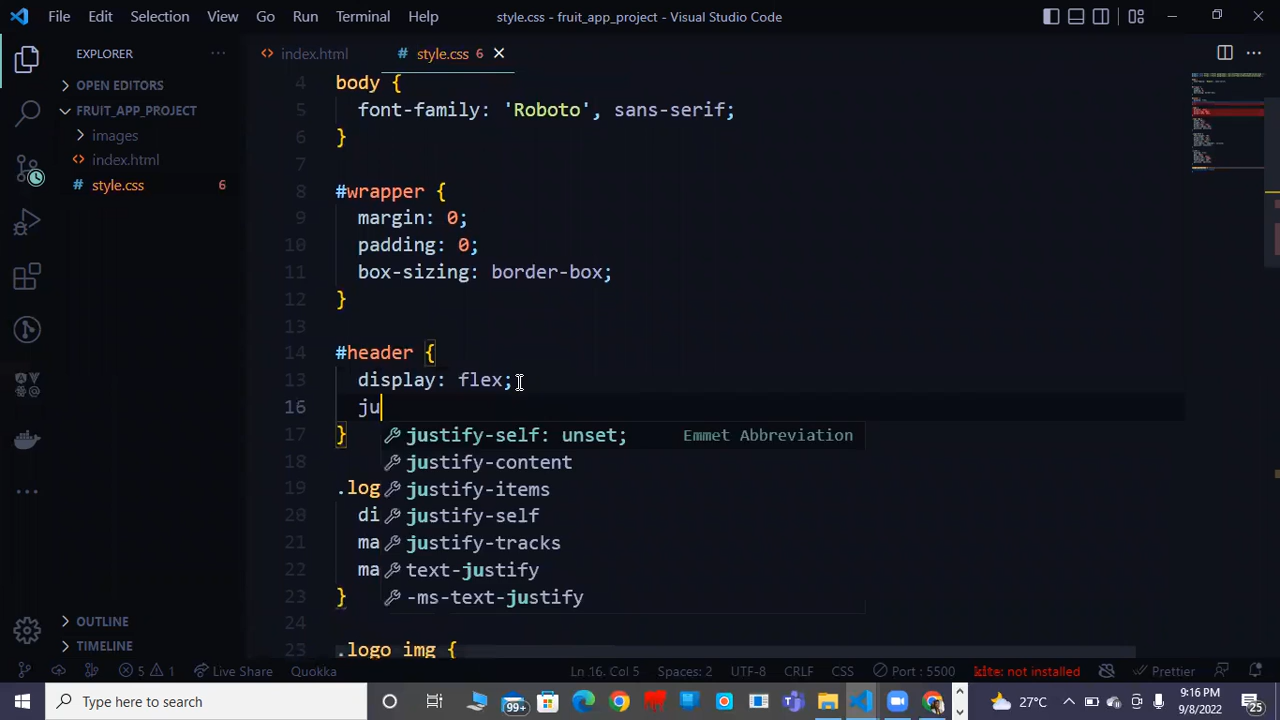 File Edit Selection View Go Run Terminal Help style.css - fruit_app_project - Visual Studio Code
EXPLORER
index.html
# style.css 6
OPEN EDITORS
FRUIT_APP_PROJECT
images
index.html
# style.css 6
OUTLINE
TIMELINE
4 body {
5 font-family: 'Roboto', sans-serif;
6 }
7
8 #wrapper {
9 margin: 0;
10 padding: 0;
11 box-sizing: border-box;
12 }
13
14 #header {
13 display: flex;
16 ju
17 }
18
19 .log
20 di
21 ma
22 ma
23 }
24
23 .logo img {
justify-self: unset; Emmet Abbreviation
justify-content
justify-items
justify-self
justify-tracks
text-justify
-ms-text-justify
5 1 Live Share Quokka Ln 16, Col 5 Spaces: 2 UTF-8 CRLF CSS Port : 5500 kite: not installed Prettier
Type here to search
99+
27°C
9:16 PM
9/8/2022
25